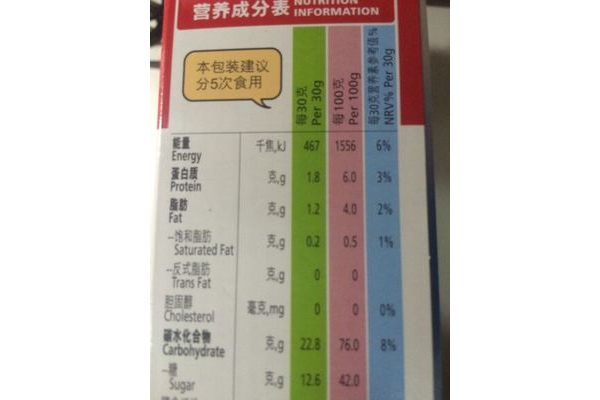 营养成分表 NUTRITION INFORMATION
本包装建议
分5次食用
每30克 Per 30g
每100克 Per 100g
每30克营养素参考值% NRV% Per 30g
能量 Energy 千焦,kJ 467 1556 6%
蛋白质 Protein 克,g 1.8 6.0 3%
脂肪 Fat 克,g 1.2 4.0 2%
--饱和脂肪 Saturated Fat 克,g 0.2 0.5 1%
--反式脂肪 Trans Fat 克,g 0 0
胆固醇 Cholesterol 毫克,mg 0 0 0%
碳水化合物 Carbohydrate 克,g 22.8 76.0 8%
--糖 Sugar 克,g 12.6 42.0